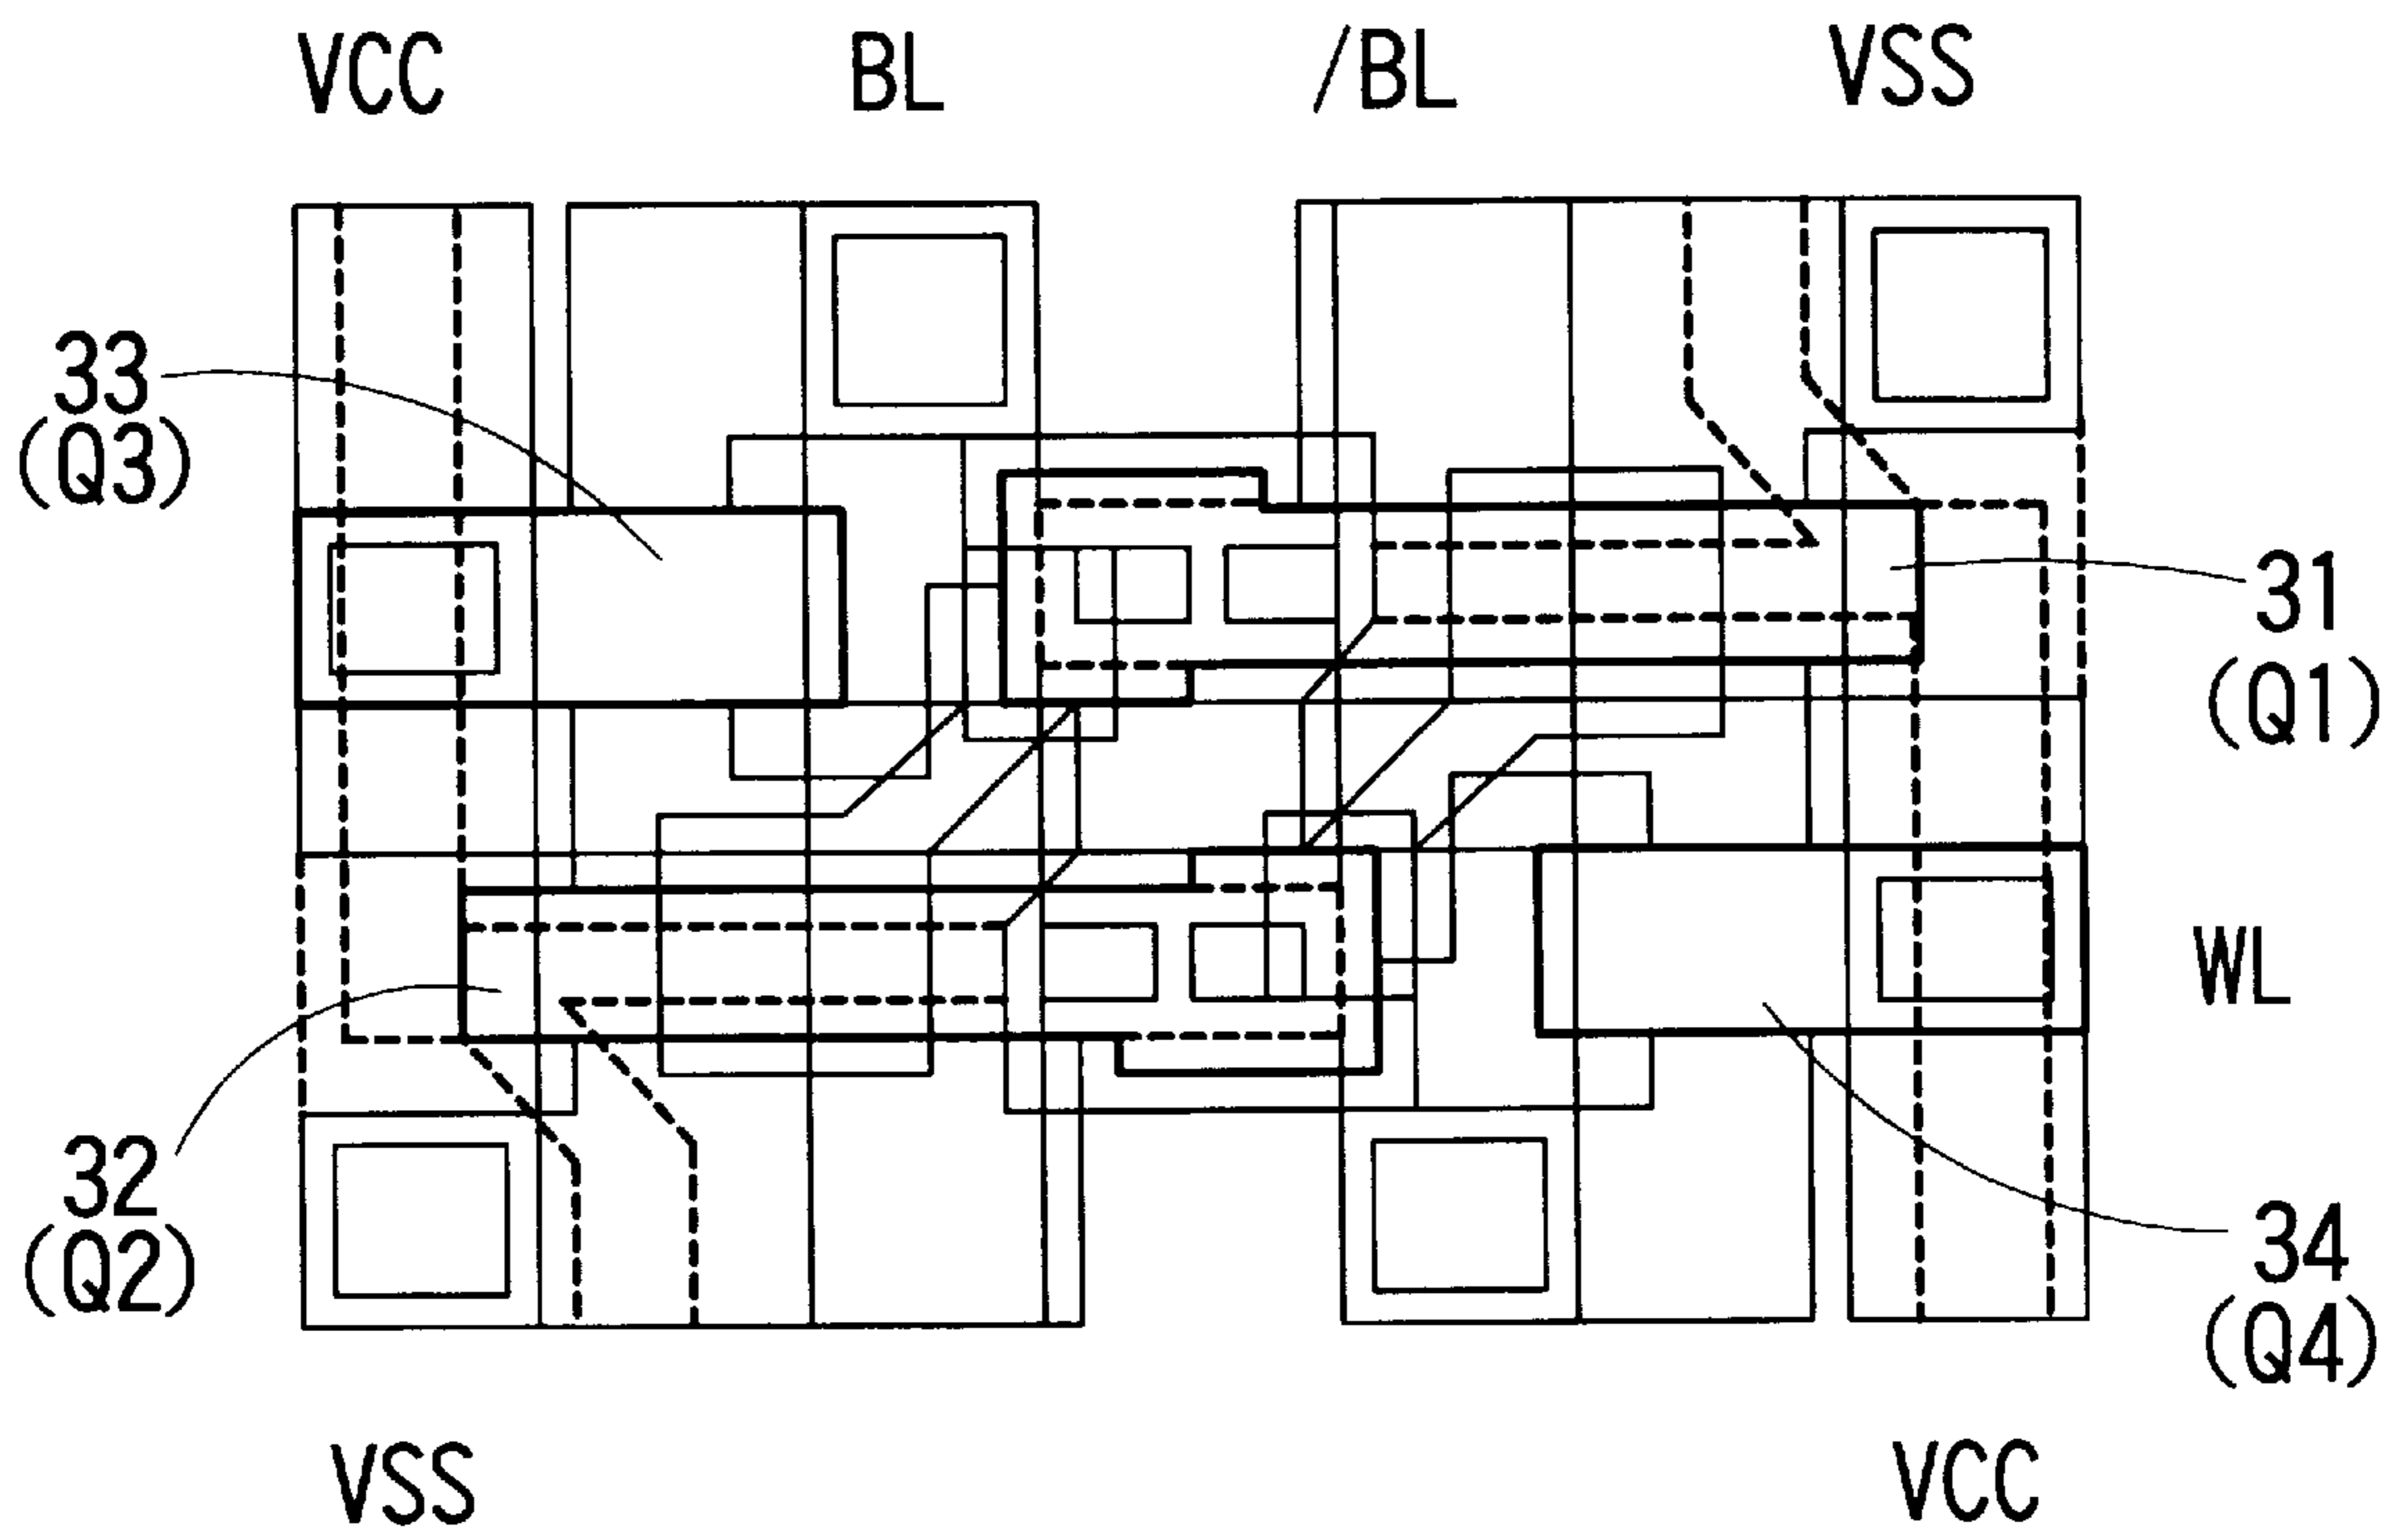 VCC BL /BL VSS
33
(Q3)
31
(Q1)
WL
32
(Q2)
34
(Q4)
VSS VCC